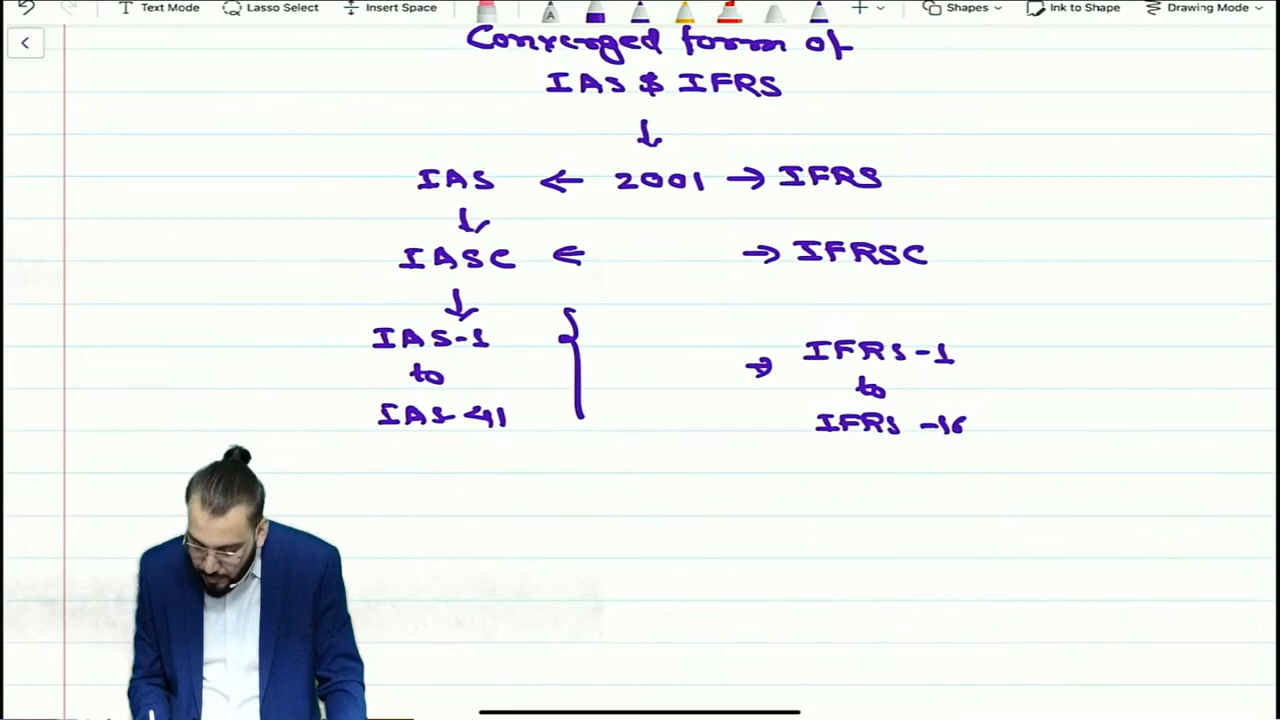 Text Mode Lasso Select Insert Space Shapes Ink to Shape Drawing Mode
Converged form of
IAS $ IFRS
↓
IAS ← 2001 → IFRS
↓
IASC ← → IFRSC
↓
IAS-1 → IFRS-1
to to
IAS-41 IFRS-16